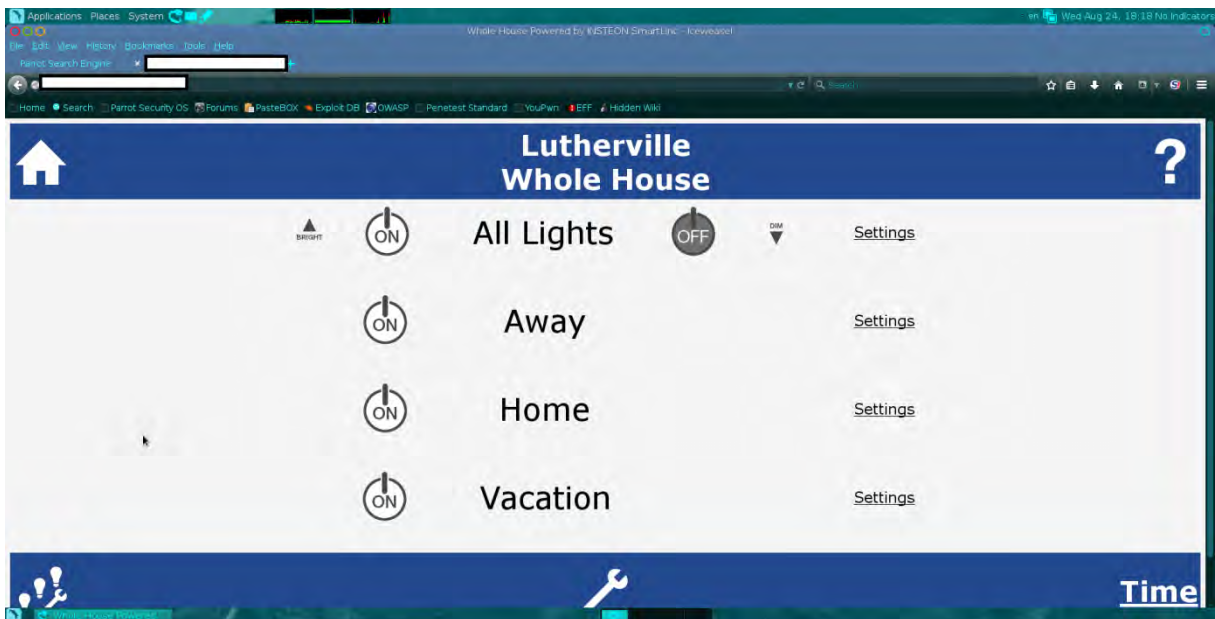 Applications Places System
en Wed Aug 24, 18:18 No Indicators
Whole House Powered by INSTEON SmartLinc - Iceweasel
File Edit View History Bookmarks Tools Help
Parrot Search Engine
Search
Home Search Parrot Security OS Forums PasteBOX Exploit DB OWASP Penetest Standard YouPwn EFF Hidden Wiki
Lutherville
Whole House
?
BRIGHT ON All Lights OFF DIM Settings
ON Away Settings
ON Home Settings
ON Vacation Settings
Time
Whole House Powered